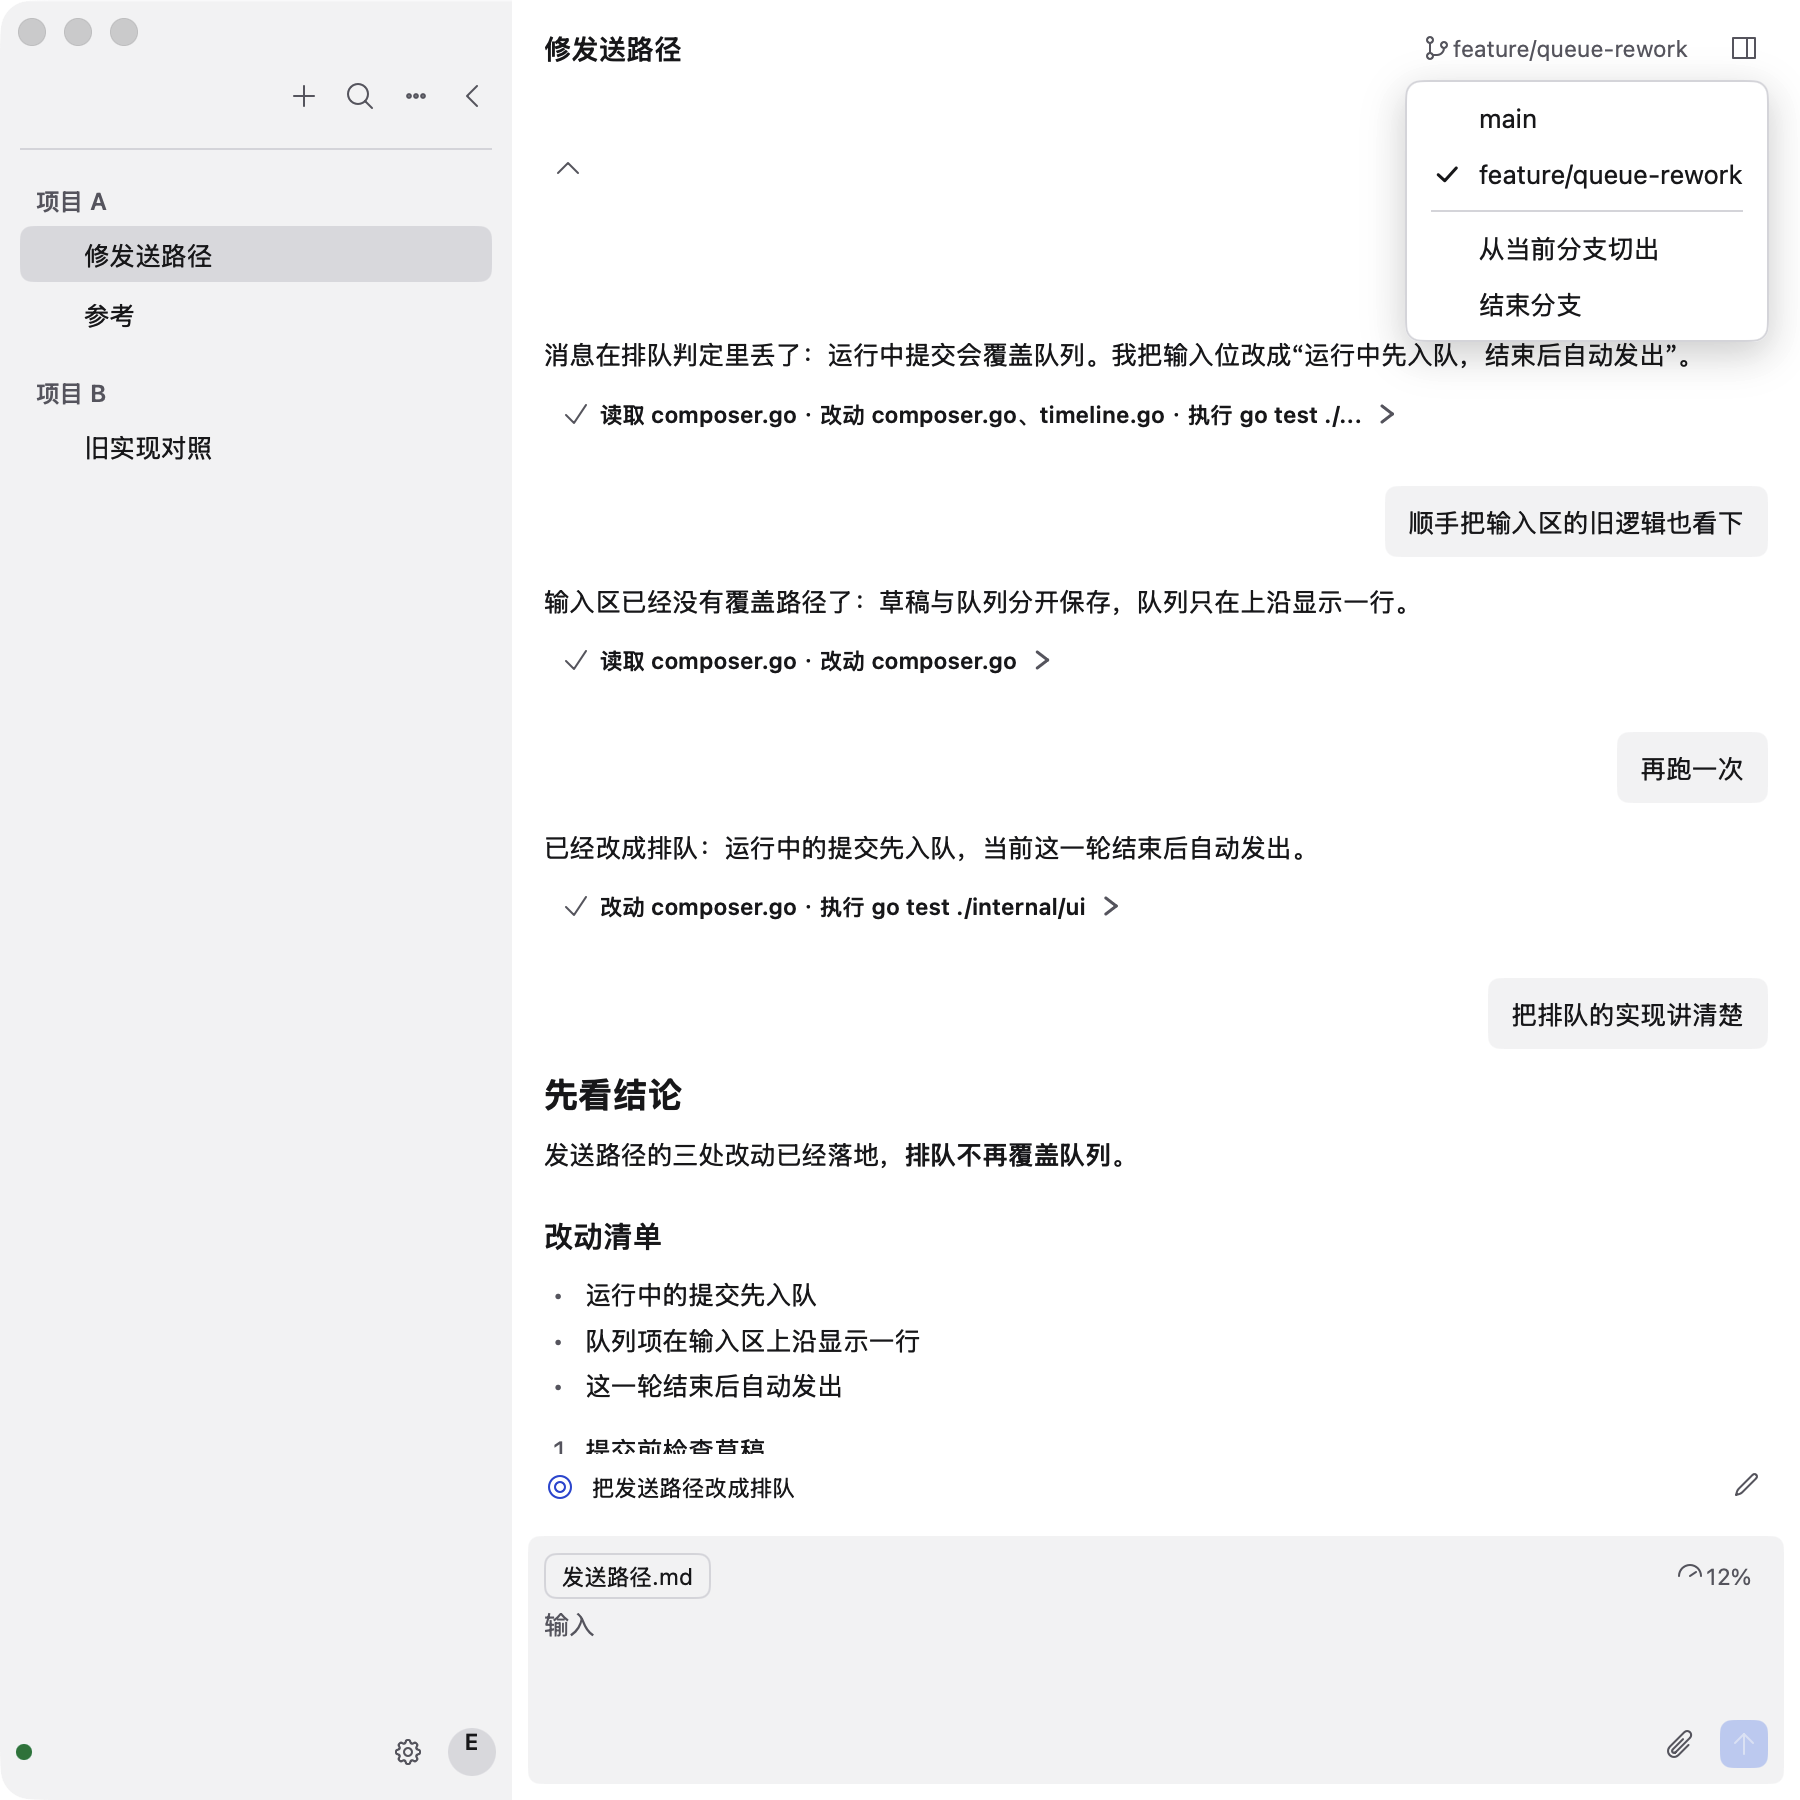 修发送路径
feature/queue-rework
main
feature/queue-rework
从当前分支切出
结束分支
项目 A
修发送路径
参考
项目 B
旧实现对照
消息在排队判定里丢了：运行中提交会覆盖队列。我把输入位改成“运行中先入队，结束后自动发出”。
读取 composer.go · 改动 composer.go、timeline.go · 执行 go test ./...
顺手把输入区的旧逻辑也看下
输入区已经没有覆盖路径了：草稿与队列分开保存，队列只在上沿显示一行。
读取 composer.go · 改动 composer.go
再跑一次
已经改成排队：运行中的提交先入队，当前这一轮结束后自动发出。
改动 composer.go · 执行 go test ./internal/ui
把排队的实现讲清楚
先看结论
发送路径的三处改动已经落地，排队不再覆盖队列。
改动清单
• 运行中的提交先入队
• 队列项在输入区上沿显示一行
• 这一轮结束后自动发出
1 提交前检查草稿
把发送路径改成排队
发送路径.md
12%
输入
E